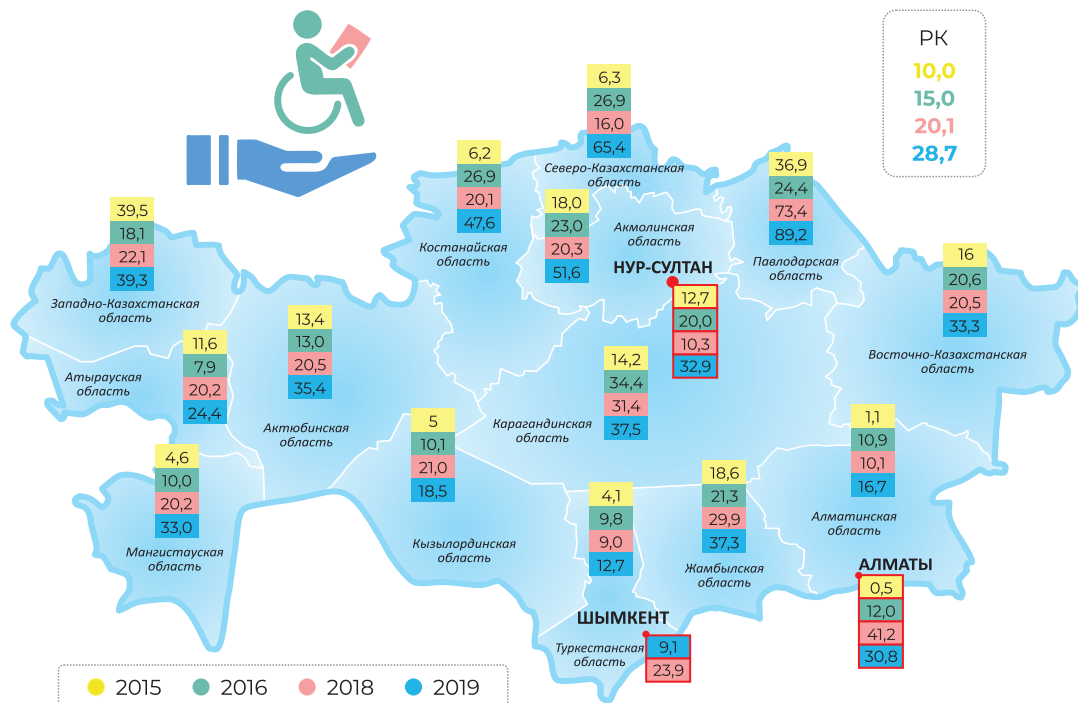 РК
10,0
15,0
20,1
28,7
6,3
26,9
16,0
65,4
Северо-Казахстанская
область
6,2
26,9
20,1
47,6
Костанайская
область
18,0
23,0
20,3
51,6
Акмолинская
область
НУР-СУЛТАН
12,7
20,0
10,3
32,9
36,9
24,4
73,4
89,2
Павлодарская
область
39,5
18,1
22,1
39,3
Западно-Казахстанская
область
16
20,6
20,5
33,3
Восточно-Казахстанская
область
13,4
13,0
20,5
35,4
Актюбинская
область
11,6
7,9
20,2
24,4
Атырауская
область
14,2
34,4
31,4
37,5
Карагандинская
область
5
10,1
21,0
18,5
Кызылординская
область
1,1
10,9
10,1
16,7
Алматинская
область
4,6
10,0
20,2
33,0
Мангистауская
область
4,1
9,8
9,0
12,7
18,6
21,3
29,9
37,3
Жамбылская
область
АЛМАТЫ
0,5
12,0
41,2
30,8
ШЫМКЕНТ
9,1
23,9
Туркестанская
область
2015 2016 2018 2019